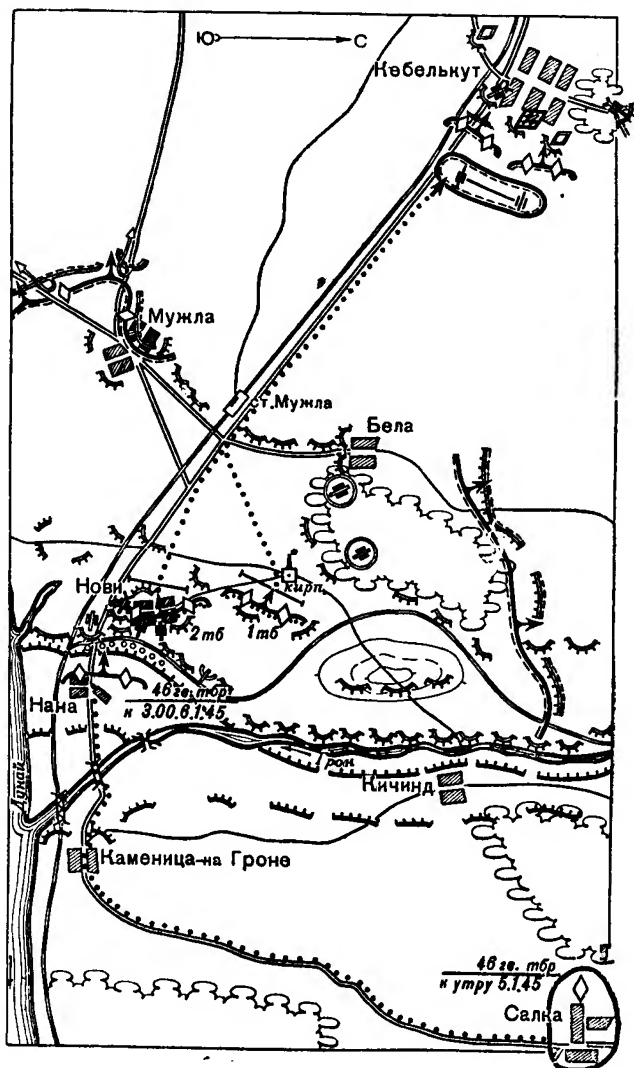 Ю С
Кебелькут
Мужла
ст. Мужла
Бела
Нови
кирп.
2 тб
1 тб
Нана
46 гв. тбр.
к 3.00.6.1.45
Дунай
Грон
Кичинд
Каменица-на Гроне
46 гв. тбр
к утру 5.1.45
Салка